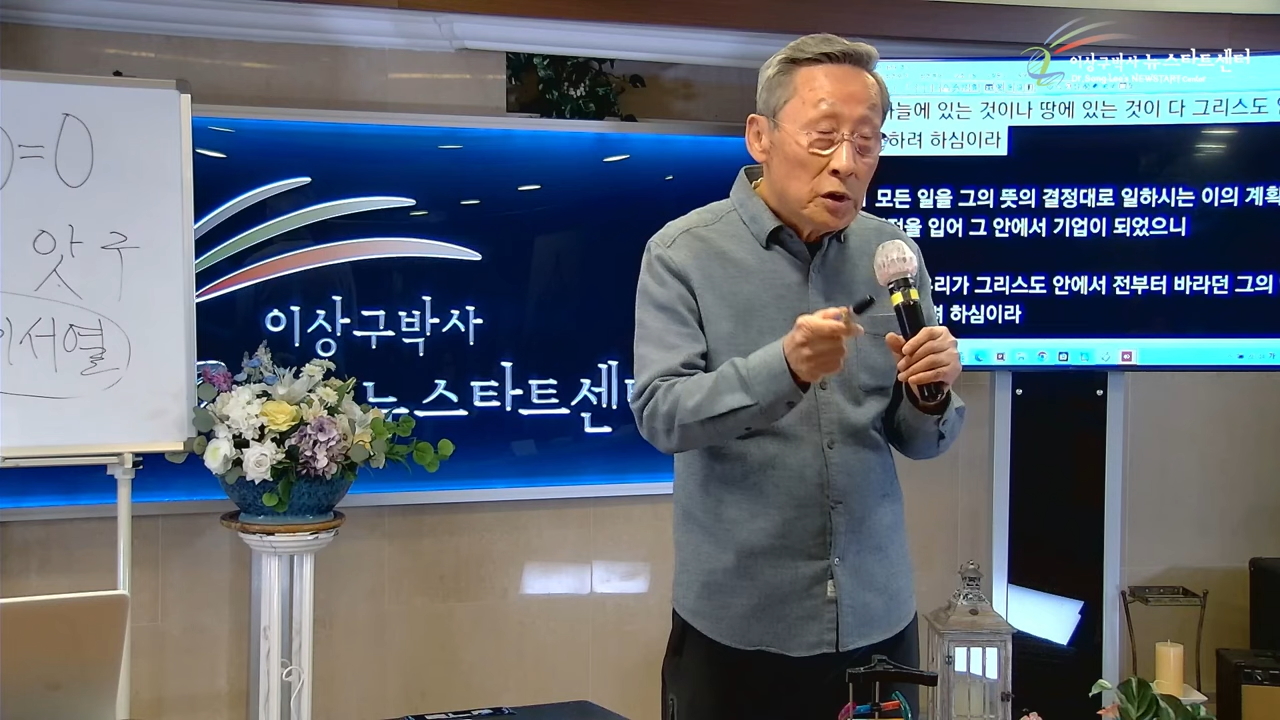 이상구박사 뉴스타트센터
Dr. Sang Lee's NEWSTART Center
=0
앗 구
서열
이상구박사
뉴스타트센
하늘에 있는 것이나 땅에 있는 것이 다 그리스도
하려 하심이라
모든 일을 그의 뜻의 결정대로 일하시는 이의 계획
입어 그 안에서 기업이 되었으니
우리가 그리스도 안에서 전부터 바라던 그의
하심이라